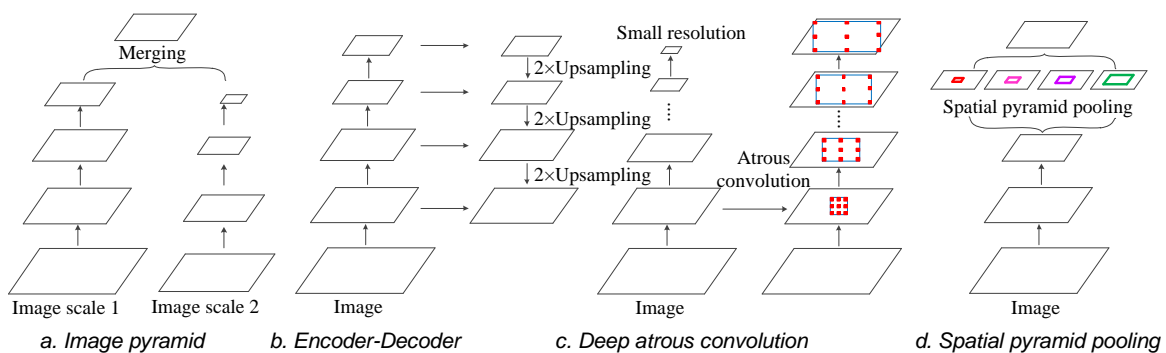 Merging
Image scale 1
Image scale 2
a. Image pyramid
2×Upsampling
2×Upsampling
2×Upsampling
Image
b. Encoder-Decoder
Small resolution
Atrous
convolution
Image
c. Deep atrous convolution
Spatial pyramid pooling
Image
d. Spatial pyramid pooling